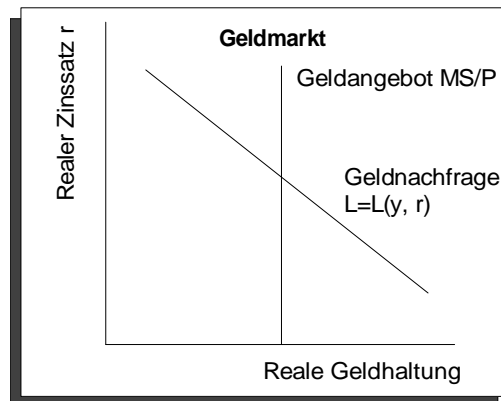 Geldmarkt
Realer Zinssatz r
Geldangebot MS/P
Geldnachfrage
L=L(y, r)
Reale Geldhaltung